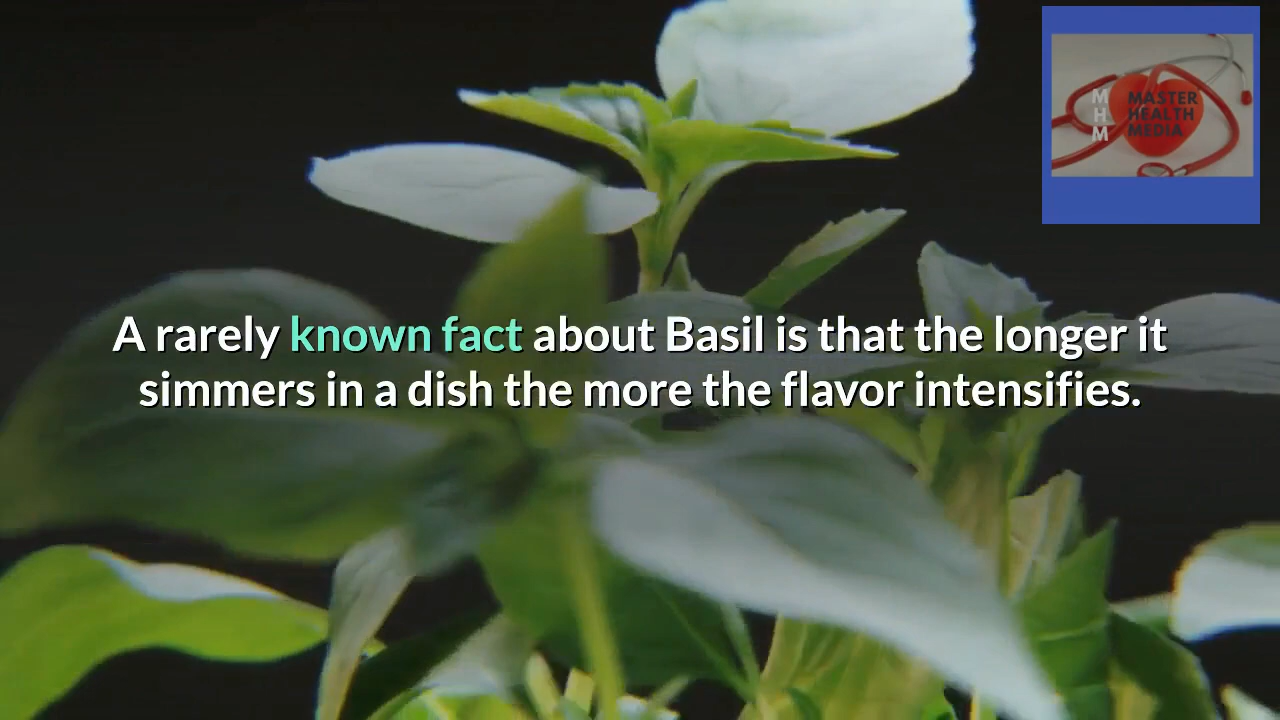 MHM
MASTER
HEALTH
MEDIA
A rarely known fact about Basil is that the longer it
simmers in a dish the more the flavor intensifies.